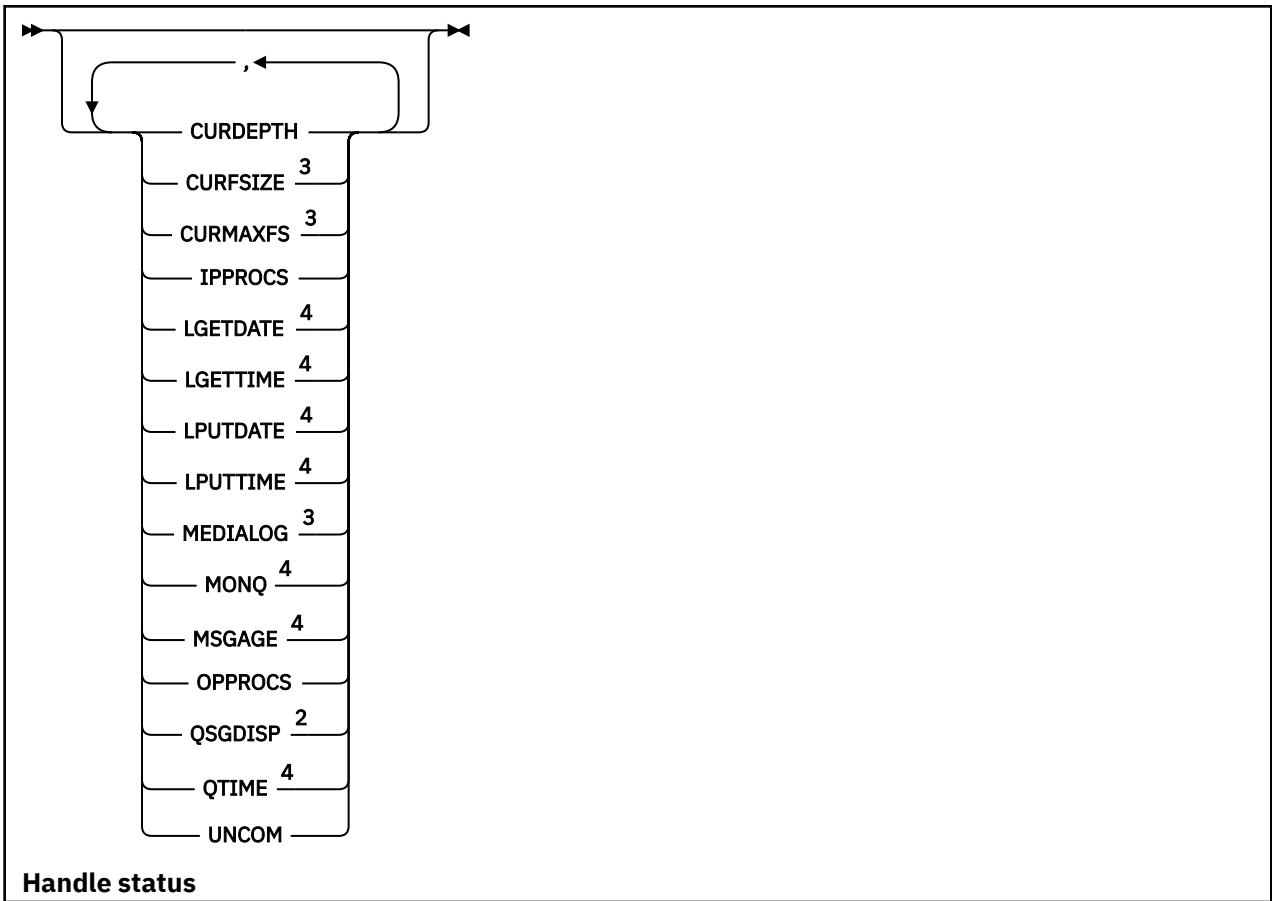 ,
CURDEPTH
CURFSIZE 3
CURMAXFS 3
IPPROCS
LGETDATE 4
LGETTIME 4
LPUTDATE 4
LPUTTIME 4
MEDIALOG 3
MONQ 4
MSGAGE 4
OPPROCS
QSGDISP 2
QTIME 4
UNCOM
Handle status